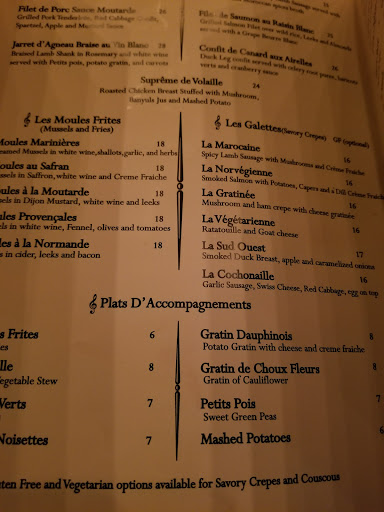 Filet de Porc Sauce Moutarde 26
Grilled Pork Tenderloin, Red Cabbage
Spatzel, Apple and Mustard Sauce
Jarret d'Agneau Braise au Vin Blanc
Braised Lamb Shank in Rosemary and white wine
served with Petits pois, potato gratin, and carrots
served with
Filet de Saumon au Raisin Blanc
Grilled Salmon Filet over wild rice, Leeks and
served with a Grape Beurre Blanc
Confit de Canard aux Airelles
Duck Leg confit served with celery root puree, haricots
verts and cranberry sauce
Suprême de Volaille 24
Roasted Chicken Breast Stuffed with Mushroom,
Banyuls Jus and Mashed Potato
Les Moules Frites
(Mussels and Fries)
Moules Marinières 18
Steamed Mussels in white wine,shallots,garlic, and herbs
Moules au Safran 18
in Saffron,white wine and Creme Fraiche
Moules à la Moutarde 18
in Dijon Mustard, white wine and leeks
Moules Provençales 18
in white wine, Fennel, olives and tomatoes
Moules à la Normande 18
in cider, leeks and bacon
Les Galettes(Savory Crepes) GF (optional)
La Marocaine 16
Spicy Lamb Sausage with Mushrooms and Crème Fraiche
La Norvégienne 16
Smoked Salmon with Potatoes, Capers and a Dill Crème Fraiche
La Gratinée 16
Mushroom and ham crepe with cheese gratinée
La Végétarienne 16
Ratatouille and Goat cheese
La Sud Ouest 17
Smoked Duck Breast, apple and caramelized onions
La Cochonaille 16
Garlic Sausage, Swiss Cheese, Red Cabbage, egg on top
Plats D'Accompagnements
Frites 6
8
Vegetable Stew
Verts 7
Noisettes 7
Gratin Dauphinois 8
Potato Gratin with cheese and creme fraiche
Gratin de Choux Fleurs 8
Gratin of Cauliflower
Petits Pois 7
Sweet Green Peas
Mashed Potatoes 6
Gluten Free and Vegetarian options available for Savory Crepes and Couscous